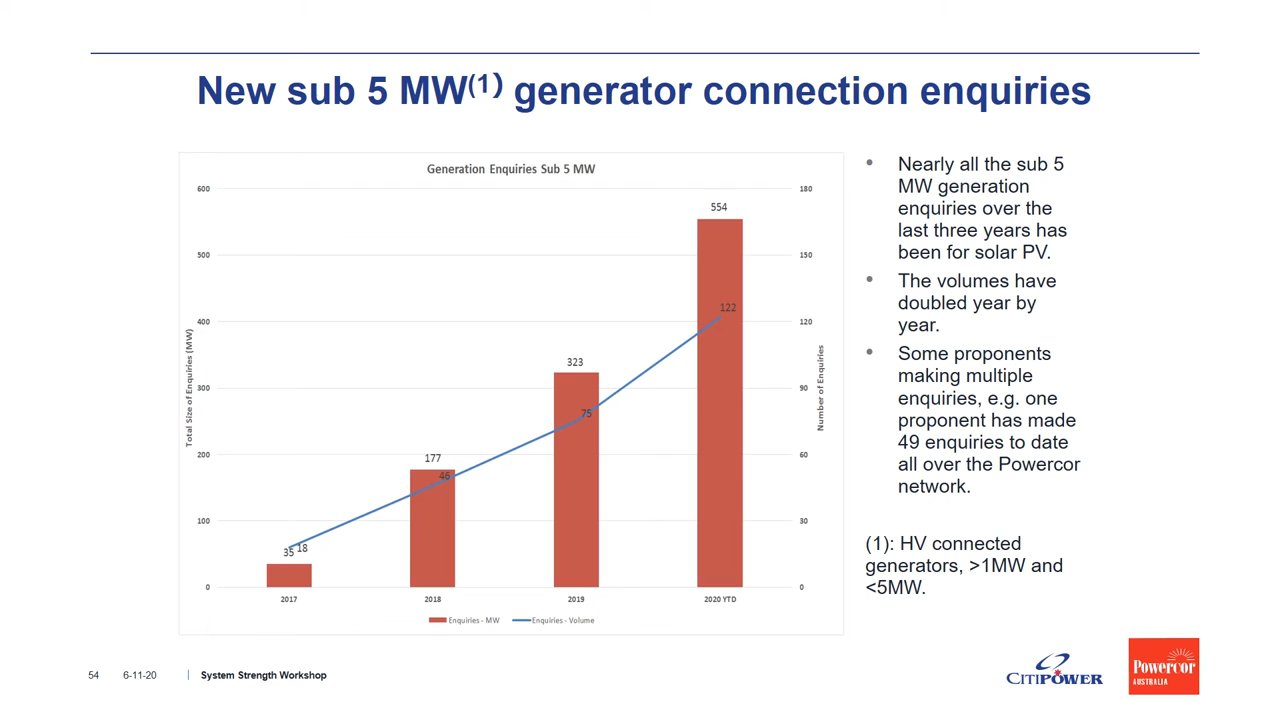 New sub 5 MW(1) generator connection enquiries
Generation Enquiries Sub 5 MW
600
500
400
300
200
100
0
Total Size of Enquiries (MW)
180
150
120
90
60
30
0
Number of Enquiries
35
18
177
46
323
75
554
122
2017
2018
2019
2020 YTD
Enquiries - MW
Enquiries - Volume
• Nearly all the sub 5
MW generation
enquiries over the
last three years has
been for solar PV.
• The volumes have
doubled year by
year.
• Some proponents
making multiple
enquiries, e.g. one
proponent has made
49 enquiries to date
all over the Powercor
network.
(1): HV connected
generators, >1MW and
<5MW.
54 6-11-20 | System Strength Workshop
CITIPOWER
Powercor
AUSTRALIA